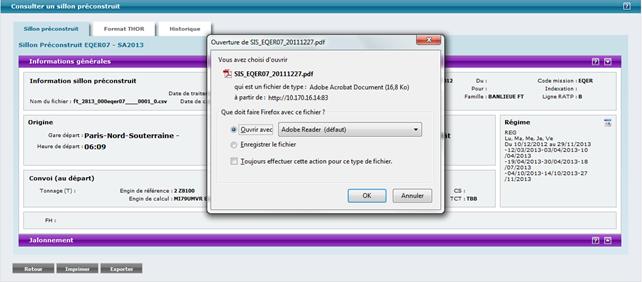 Consulter un sillon préconstruit
Sillon préconstruit
Format THOR
Historique
Sillon Préconstruit EQER07 - SA2013
Informations générales
Information sillon préconstruit
Nom du fichier : ft_2013_000eqer07____0001_0.csv
Date de traite
Date de c
2012
Du :
Pour :
Famille : BANLIEUE FT
Code mission : EQER
Indexation :
Ligne RATP : B
Origine
Gare départ : Paris-Nord-Souterraine -
Heure de départ : 06:09
Régime
REG
Lu, Ma, Me, Je, Ve
Du 10/12/2012 au 29/11/2013
-12/03/2013-03/04/2013-10
/04/2013
-19/04/2013-30/08/2013
-07/10/2013
-04/10/2013-14/10/2013-27
/11/2013
Convoi (au départ)
Tonnage (T) :
Engin de référence : 2 Z8100
Engin de calcul : MI79UMVR
CS :
TCT : TBB
FH :
Jalonnement
Retour
Imprimer
Exporter
Ouverture de SIS_EQER07_20111227.pdf
Vous avez choisi d'ouvrir
SIS_EQER07_20111227.pdf
qui est un fichier de type : Adobe Acrobat Document (16,8 Ko)
à partir de : http://10.170.16.14:83
Que doit faire Firefox avec ce fichier ?
Ouvrir avec
Adobe Reader (défaut)
Enregistrer le fichier
Toujours effectuer cette action pour ce type de fichier.
OK
Annuler